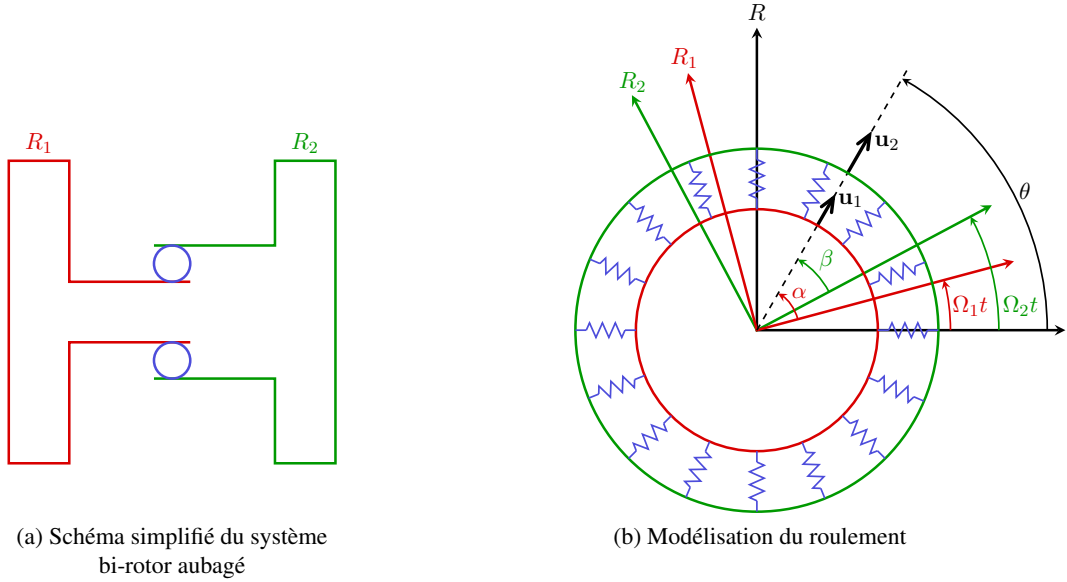 R₁
R₂
(a) Schéma simplifié du système
bi-rotor aubagé
R
R₁
R₂
u₂
u₁
θ
β
α
Ω₁t
Ω₂t
(b) Modélisation du roulement